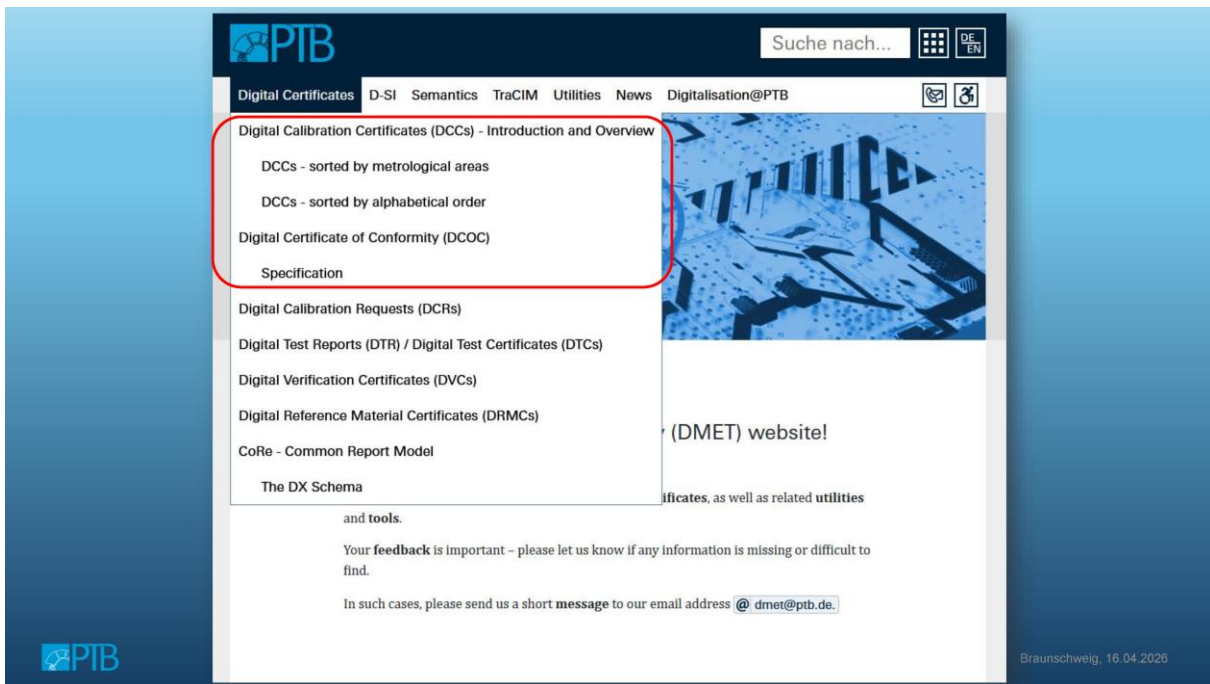 PTB
Suche nach...
DE
EN
Digital Certificates D-SI Semantics TraCIM Utilities News Digitalisation@PTB
Digital Calibration Certificates (DCCs) - Introduction and Overview
DCCs - sorted by metrological areas
DCCs - sorted by alphabetical order
Digital Certificate of Conformity (DCOC)
Specification
Digital Calibration Requests (DCRs)
Digital Test Reports (DTR) / Digital Test Certificates (DTCs)
Digital Verification Certificates (DVCs)
Digital Reference Material Certificates (DRMCs)
(DMET) website!
CoRe - Common Report Model
The DX Schema
ificates, as well as related utilities
and tools.
Your feedback is important – please let us know if any information is missing or difficult to
find.
In such cases, please send us a short message to our email address @ dmet@ptb.de.
PTB
Braunschweig, 16.04.2026